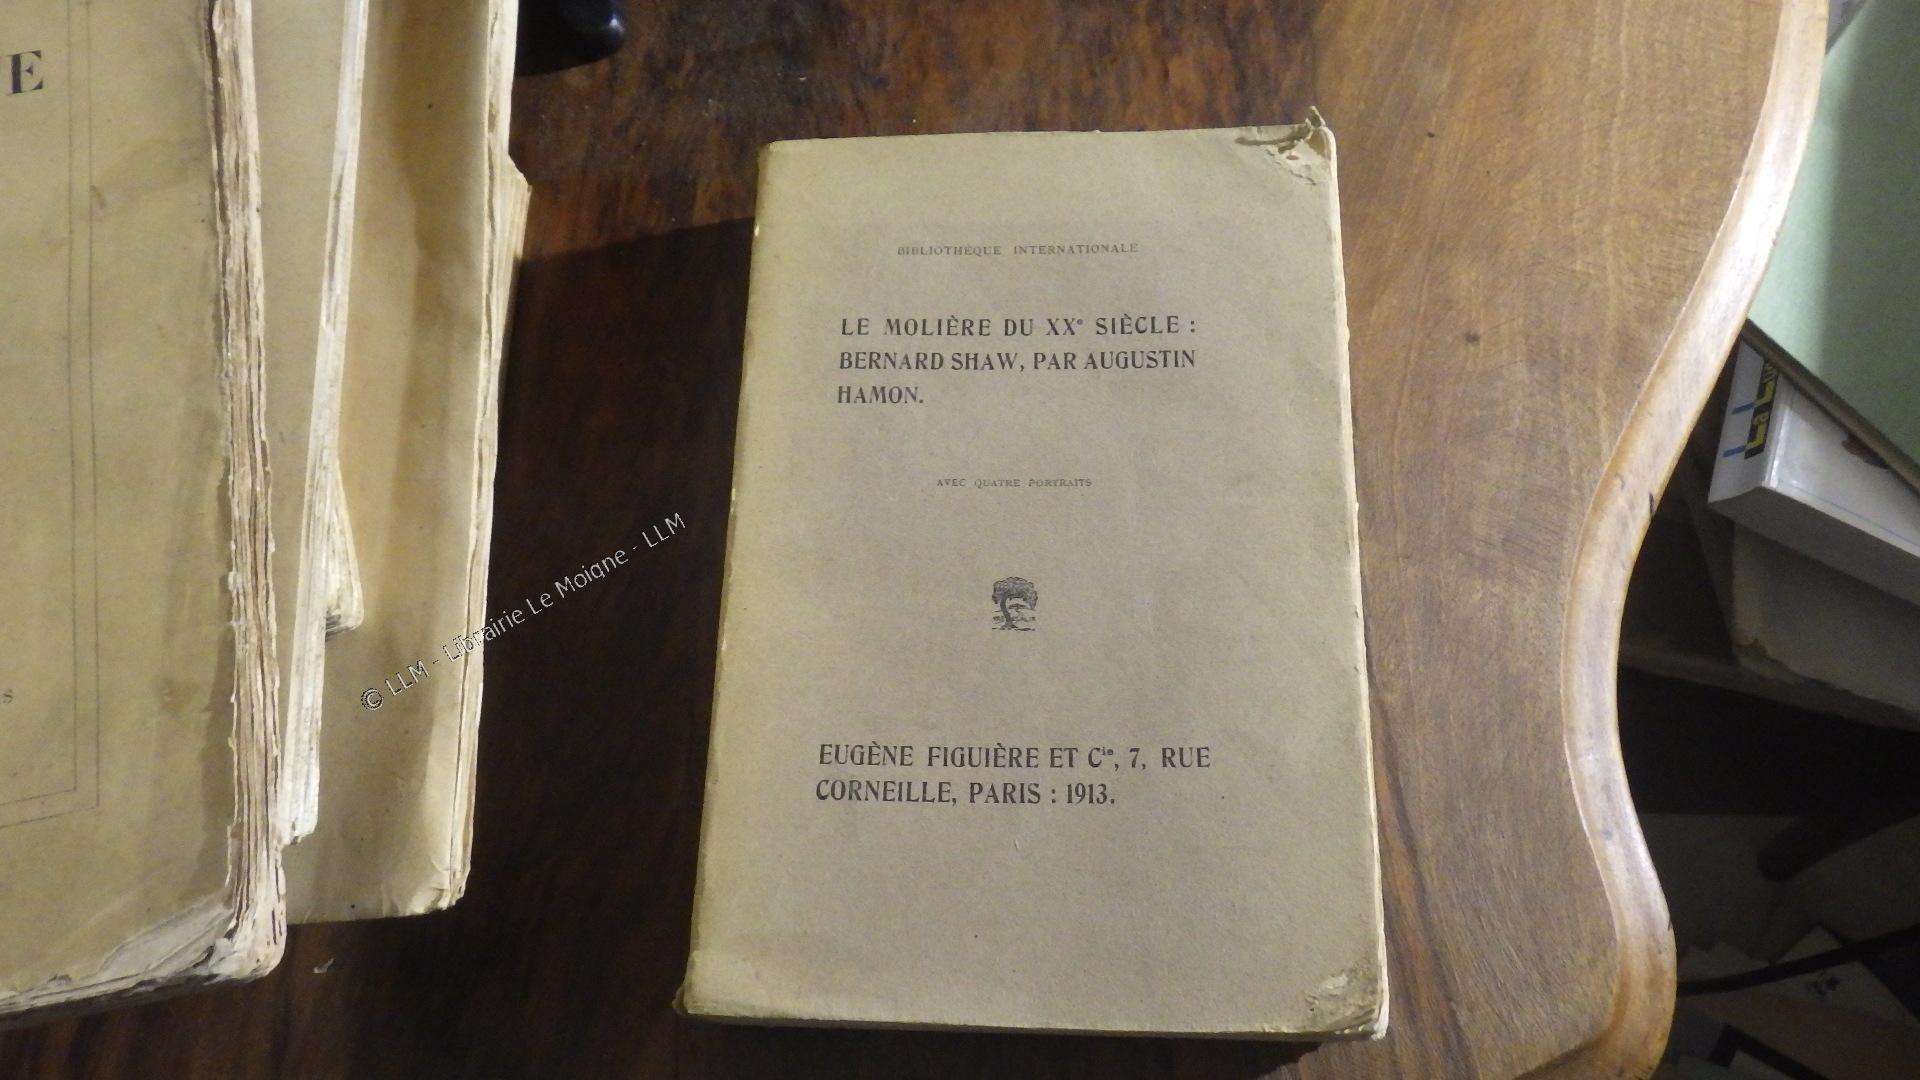 E
S
BIBLIOTHÈQUE INTERNATIONALE
LE MOLIÈRE DU XXe SIÈCLE :
BERNARD SHAW, PAR AUGUSTIN
HAMON.
AVEC QUATRE PORTRAITS
EUGÈNE FIGUIÈRE ET Cie, 7, RUE
CORNEILLE, PARIS : 1913.
© LLM - Librairie Le Moigne - LLM